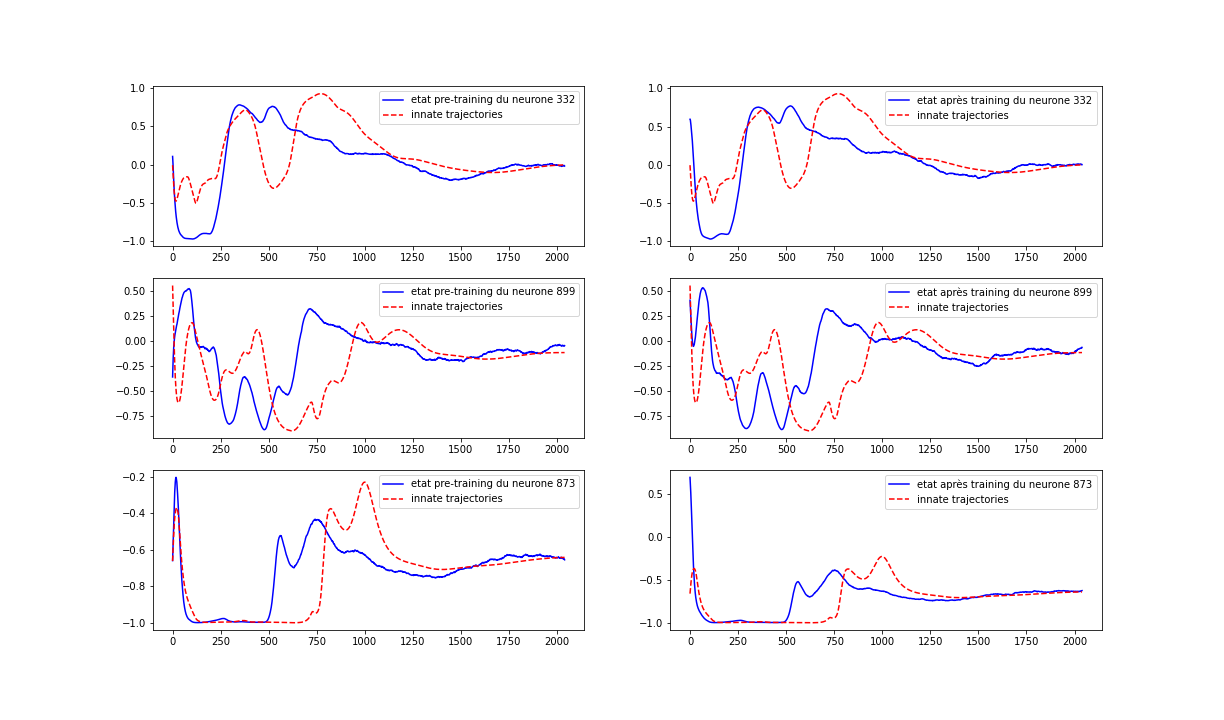 1.0
0.5
0.0
−0.5
−1.0
0 250 500 750 1000 1250 1500 1750 2000
etat pre-training du neurone 332
innate trajectories
1.0
0.5
0.0
−0.5
−1.0
0 250 500 750 1000 1250 1500 1750 2000
etat après training du neurone 332
innate trajectories
0.50
0.25
0.00
−0.25
−0.50
−0.75
0 250 500 750 1000 1250 1500 1750 2000
etat pre-training du neurone 899
innate trajectories
0.50
0.25
0.00
−0.25
−0.50
−0.75
0 250 500 750 1000 1250 1500 1750 2000
etat après training du neurone 899
innate trajectories
−0.2
−0.4
−0.6
−0.8
−1.0
0 250 500 750 1000 1250 1500 1750 2000
etat pre-training du neurone 873
innate trajectories
0.5
0.0
−0.5
−1.0
0 250 500 750 1000 1250 1500 1750 2000
etat après training du neurone 873
innate trajectories